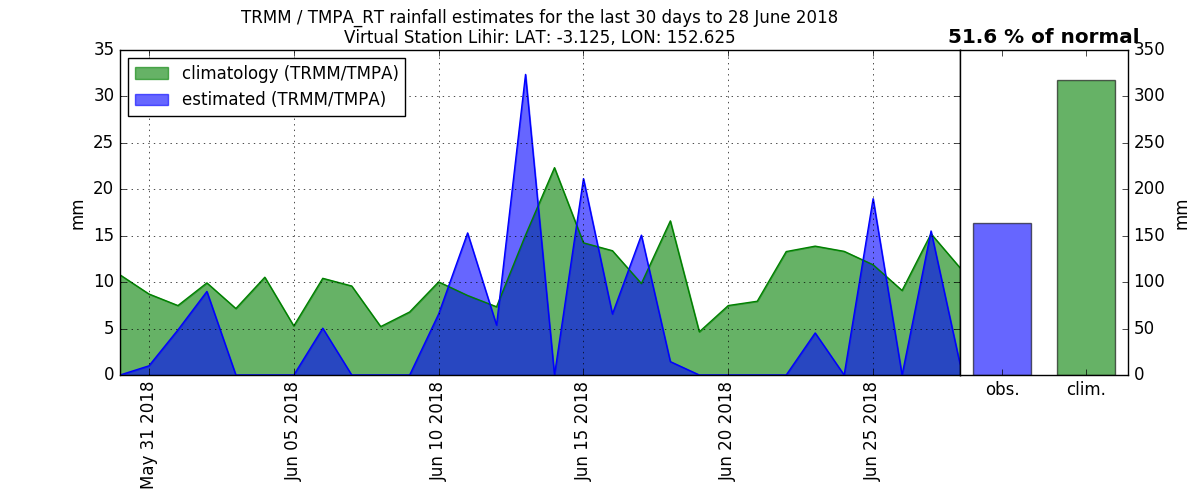 TRMM / TMPA_RT rainfall estimates for the last 30 days to 28 June 2018
Virtual Station Lihir: LAT: -3.125, LON: 152.625
51.6 % of normal
climatology (TRMM/TMPA)
estimated (TRMM/TMPA)
35
30
25
20
15
10
5
0
mm
May 31 2018
Jun 05 2018
Jun 10 2018
Jun 15 2018
Jun 20 2018
Jun 25 2018
obs.
clim.
350
300
250
200
150
100
50
0
mm